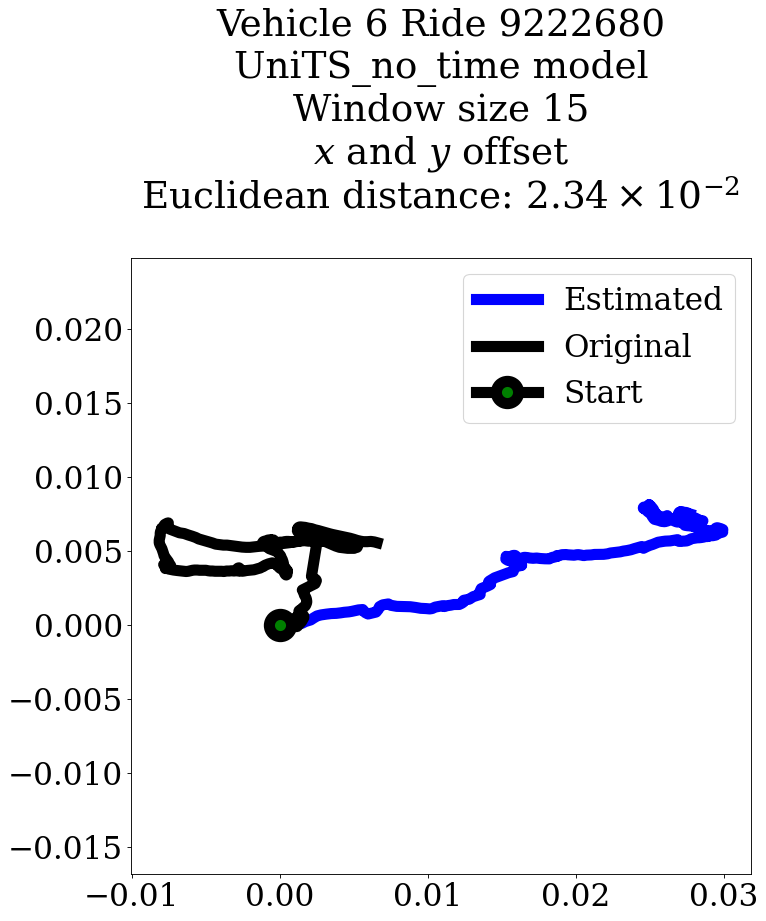 Vehicle 6 Ride 9222680
UniTS_no_time model
Window size 15
x and y offset
Euclidean distance: 2.34 × 10⁻²
Estimated
Original
Start
0.020
0.015
0.010
0.005
0.000
−0.005
−0.010
−0.015
−0.01 0.00 0.01 0.02 0.03